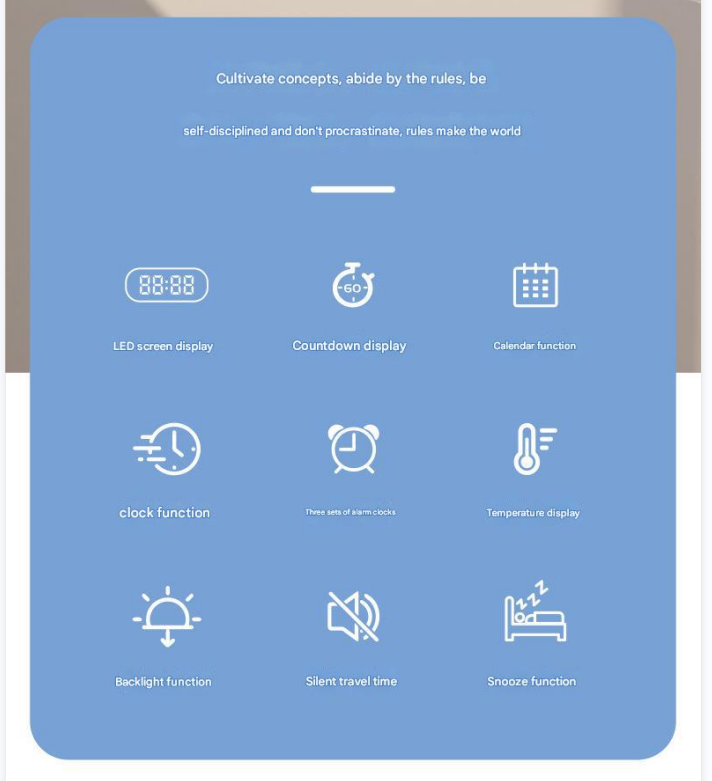 Cultivate concepts, abide by the rules, be
self-disciplined and don't procrastinate, rules make the world
88:88
60
LED screen display
Countdown display
Calendar function
clock function
Three sets of alarm clocks
Temperature display
zzz
Backlight function
Silent travel time
Snooze function